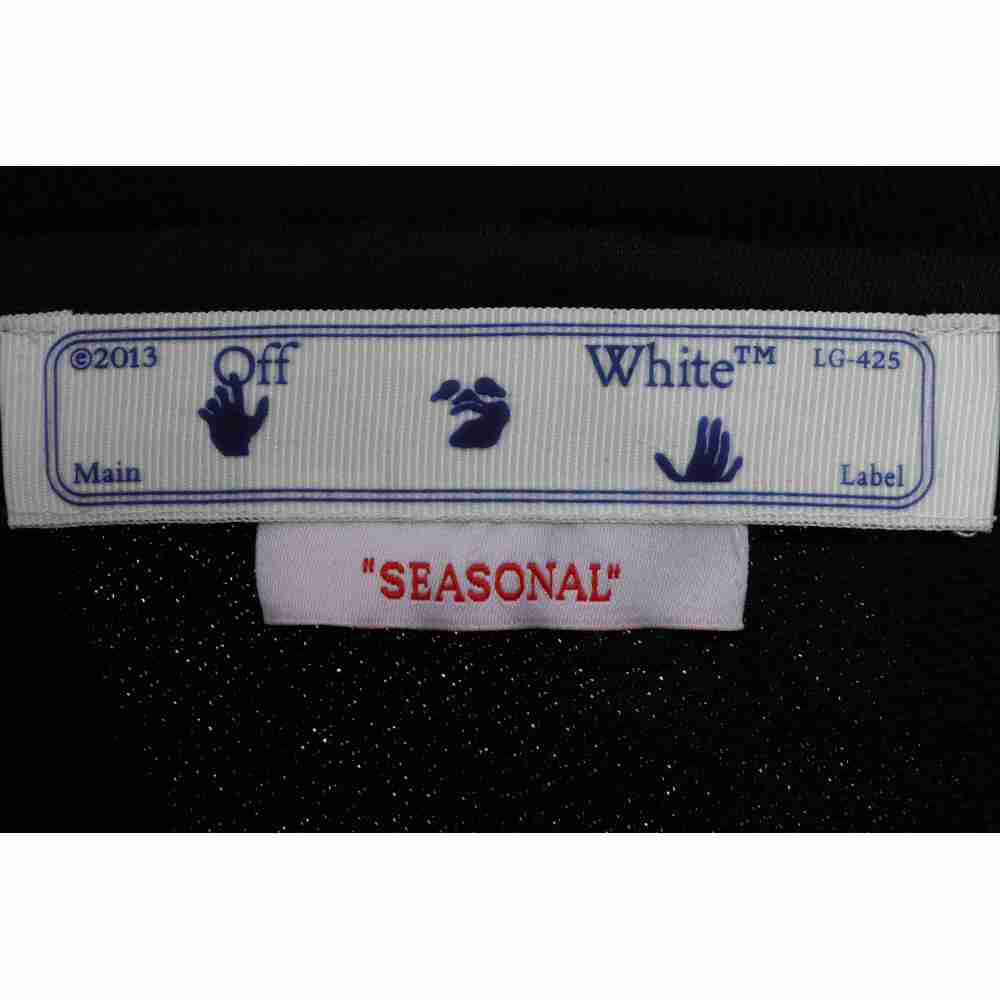 ©2013 Off White™ LG-425
Main Label
"SEASONAL"